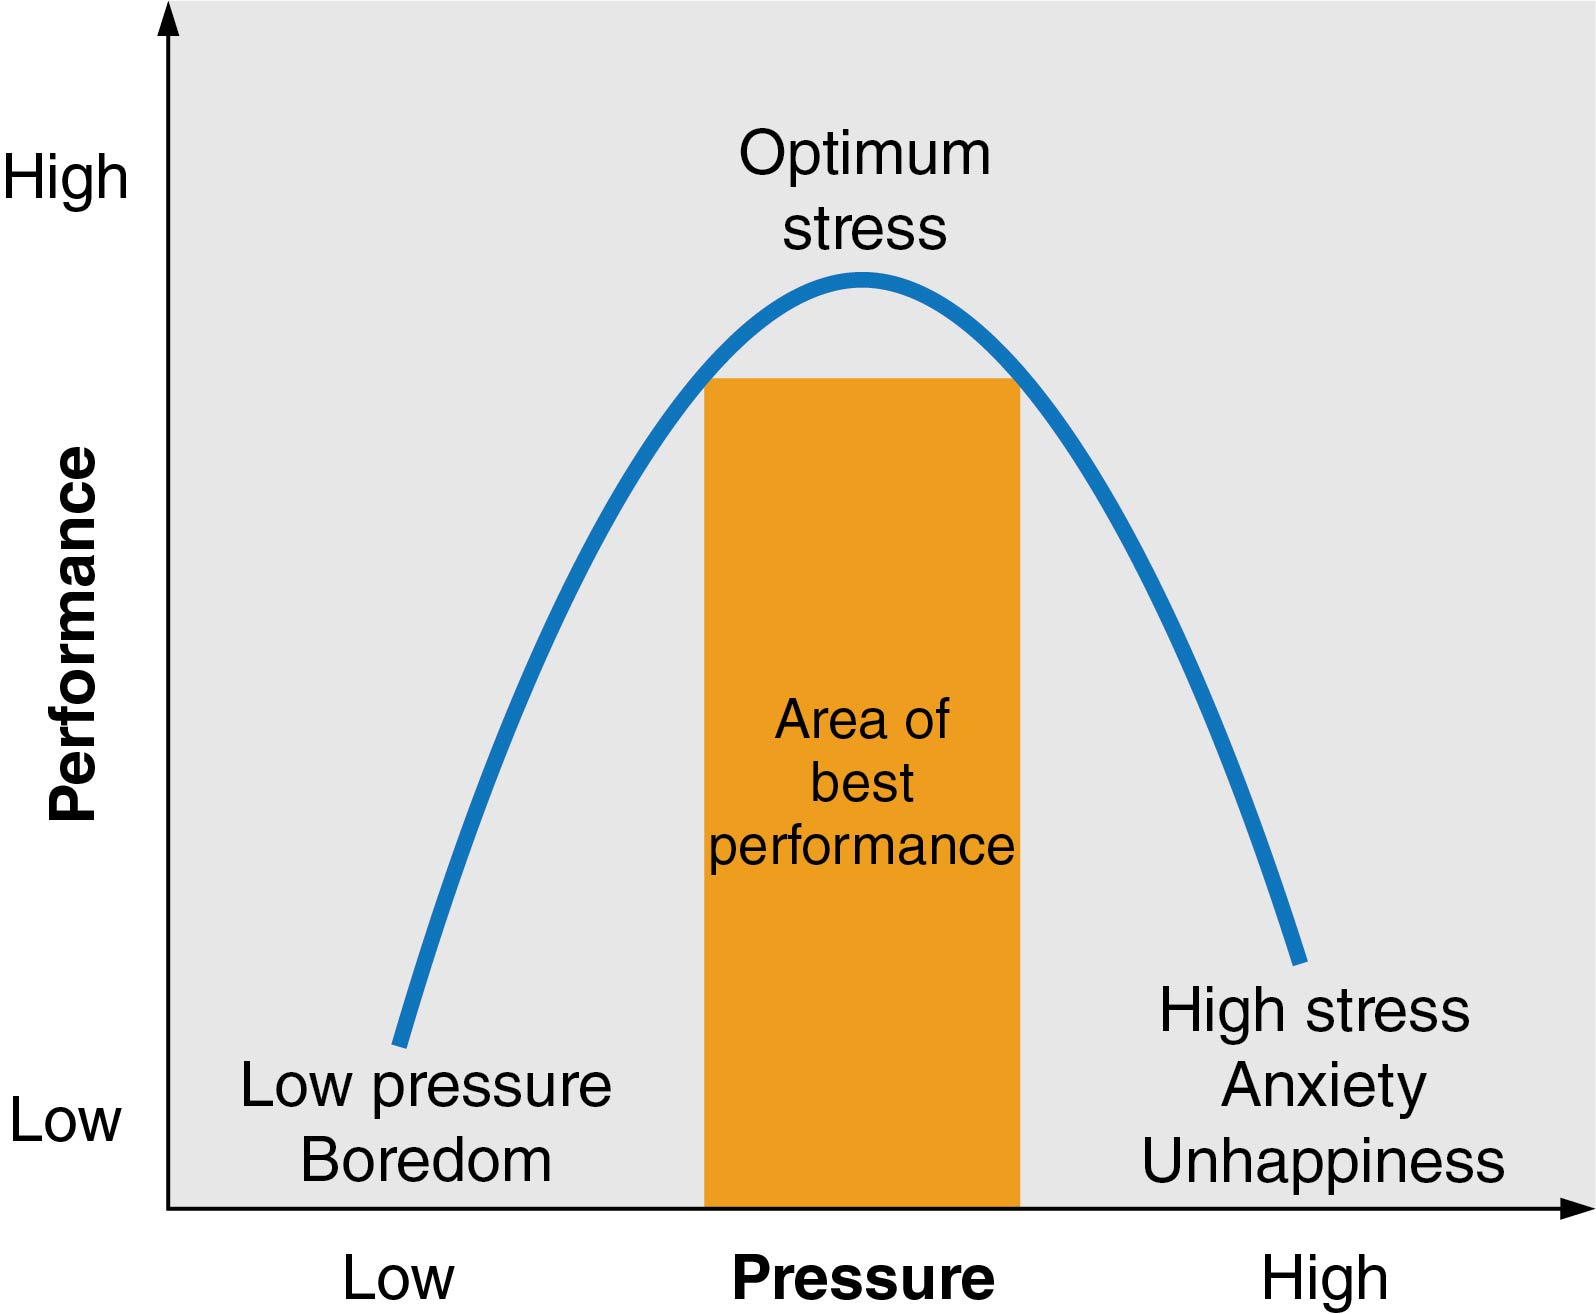 High
Optimum
stress
Performance
Area of
best
performance
High stress
Anxiety
Unhappiness
Low pressure
Boredom
Low
Low
Pressure
High